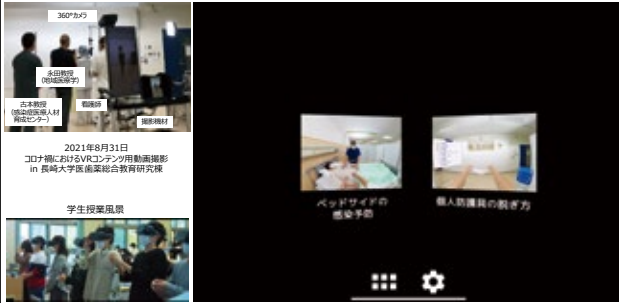 360°カメラ
永田教授
(地域医療学)
古本教授
(感染症医療人材
育成センター)
看護師
撮影機材
2021年8月31日
コロナ禍におけるVRコンテンツ用動画撮影
in 長崎大学医歯薬総合教育研究棟
学生授業風景
ベッドサイドの
感染予防
個人防護具の脱ぎ方